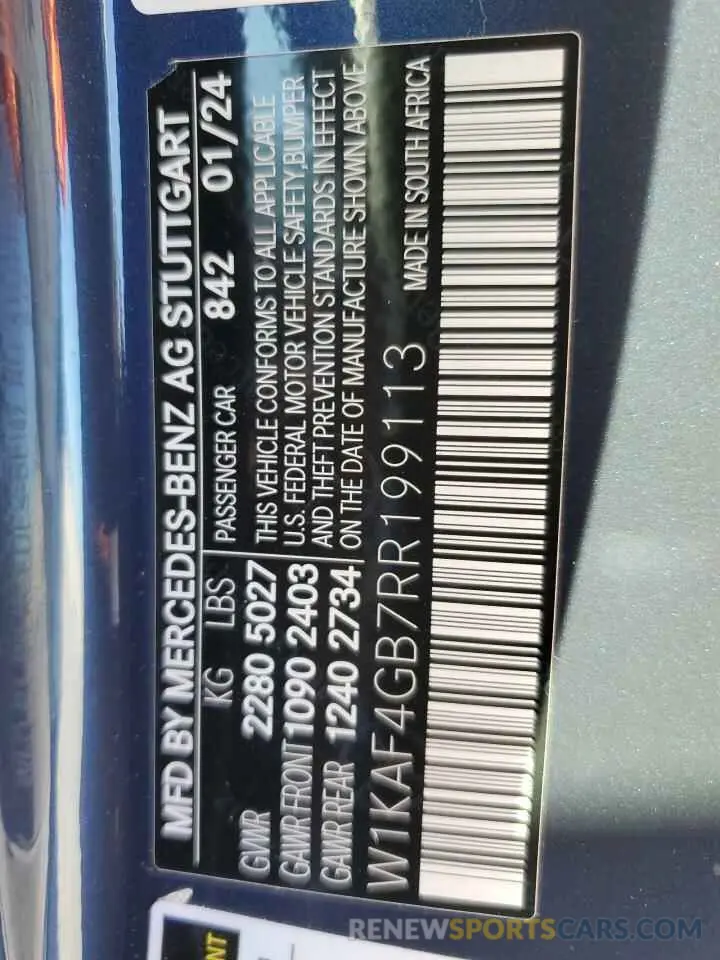 MFD BY MERCEDES-BENZ AG STUTTGART
KG LBS PASSENGER CAR 842 01/24
GVWR 2280 5027
GAWR FRONT 1090 2403
GAWR REAR 1240 2734
THIS VEHICLE CONFORMS TO ALL APPLICABLE
U.S. FEDERAL MOTOR VEHICLE SAFETY, BUMPER
AND THEFT PREVENTION STANDARDS IN EFFECT
ON THE DATE OF MANUFACTURE SHOWN ABOVE
W1KAF4GB7RR199113 MADE IN SOUTH AFRICA
RENEWSPORTSCARS.COM